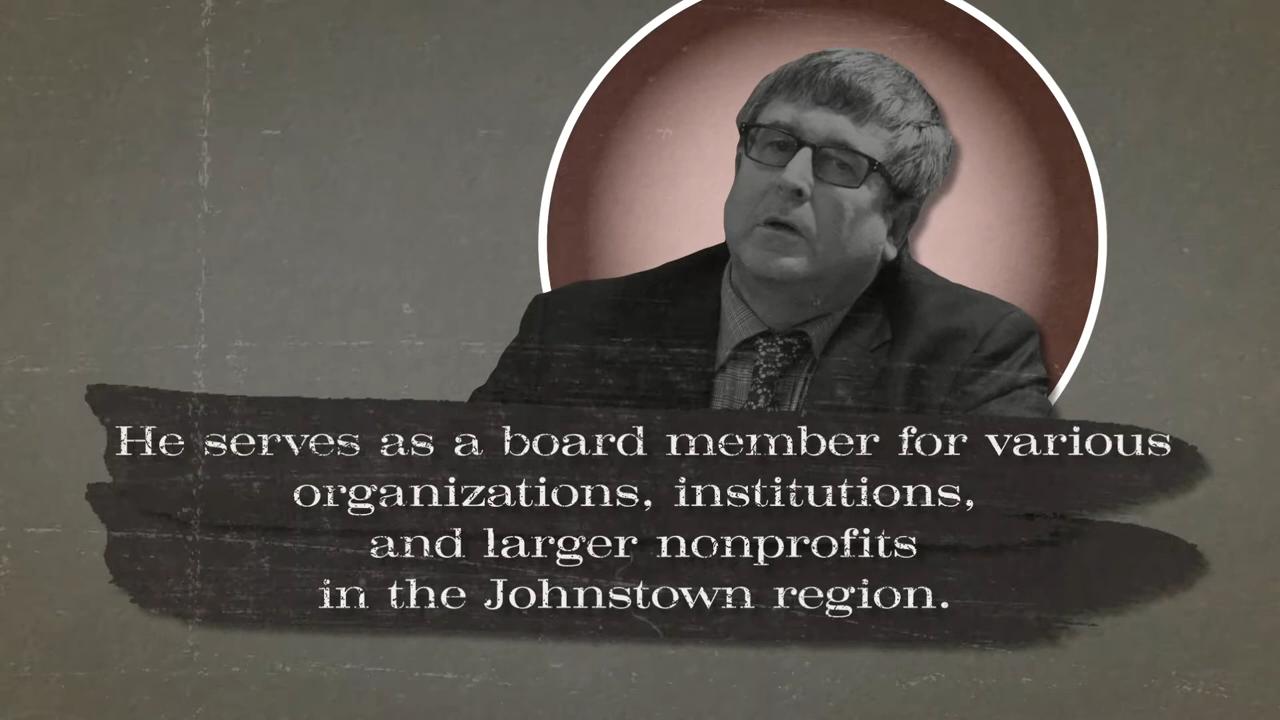 He serves as a board member for various
organizations, institutions,
and larger nonprofits
in the Johnstown region.